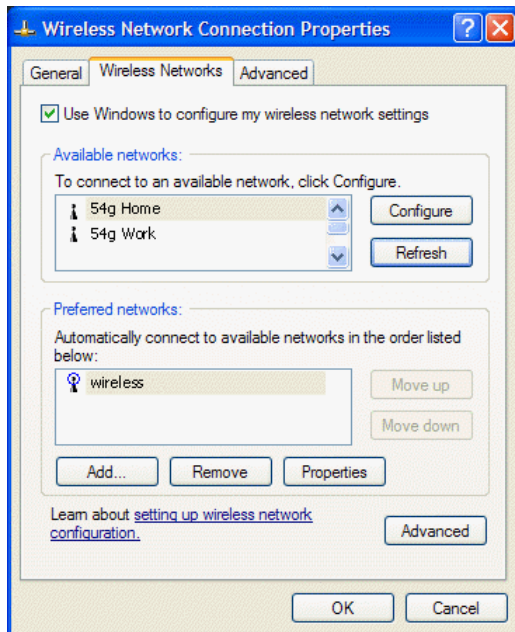 Wireless Network Connection Properties
General Wireless Networks Advanced
Use Windows to configure my wireless network settings
Available networks:
To connect to an available network, click Configure.
54g Home
54g Work
Configure
Refresh
Preferred networks:
Automatically connect to available networks in the order listed
below:
wireless
Move up
Move down
Add... Remove Properties
Learn about setting up wireless network
configuration.
Advanced
OK Cancel